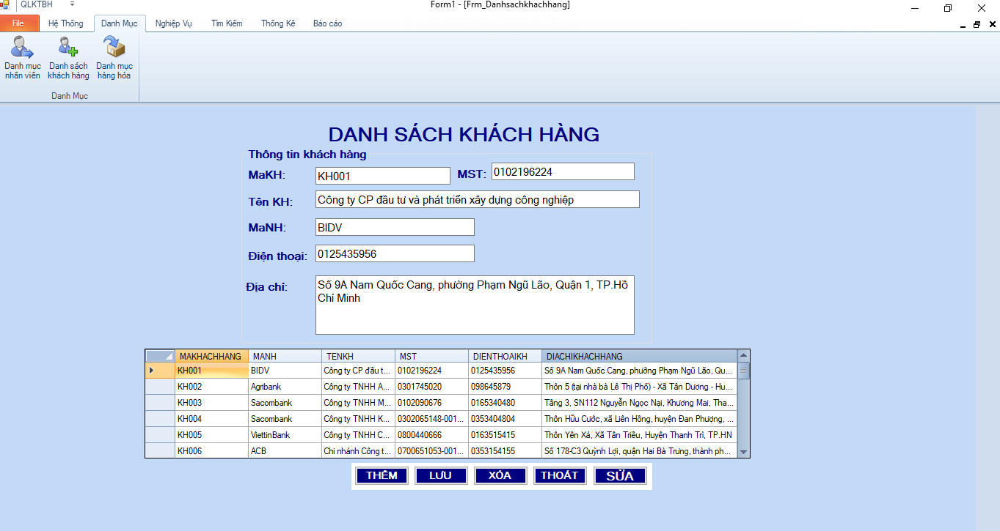 QLKTBH
Form1 - [Frm_Danhsachkhachhang]
File Hệ Thống Danh Mục Nghiệp Vụ Tìm Kiếm Thống Kê Báo cáo
Danh mục nhân viên
Danh sách khách hàng
Danh mục hàng hóa
Danh Mục
DANH SÁCH KHÁCH HÀNG
Thông tin khách hàng
MaKH: KH001 MST: 0102196224
Tên KH: Công ty CP đầu tư và phát triển xây dựng công nghiệp
MaNH: BIDV
Điện thoại: 0125435956
Địa chỉ: Số 9A Nam Quốc Cang, phường Phạm Ngũ Lão, Quận 1, TP.Hồ
Chí Minh
MAKHACHHANG MANH TENKH MST DIENTHOAIKH DIACHIKHACHHANG
KH001 BIDV Công ty CP đầu t... 0102196224 0125435956 Số 9A Nam Quốc Cang, phường Phạm Ngũ Lão, Qu...
KH002 Agribank Công ty TNHH A... 0301745020 098645879 Thôn 5 (tại nhà bà Lê Thị Phố) - Xã Tân Dương - Hu...
KH003 Sacombank Công ty TNHH M... 0102090676 0165340480 Tầng 3, SN112 Nguyễn Ngọc Nại, Khương Mai, Tha...
KH004 Sacombank Công ty TNHH K... 0302065148-001... 0353404804 Thôn Hữu Cước, xã Liên Hồng, huyện Đan Phượng, ...
KH005 ViettinBank Công ty TNHH C... 0800440666 0163515415 Thôn Yên Xá, Xã Tân Triều, Huyện Thanh Trì, TP.HN
KH006 ACB Chi nhánh Công t... 0700651053-001... 0353154155 Số 178-C3 Quỳnh Lợi, quận Hai Bà Trưng, thành ph...
THÊM LƯU XÓA THOÁT SỬA